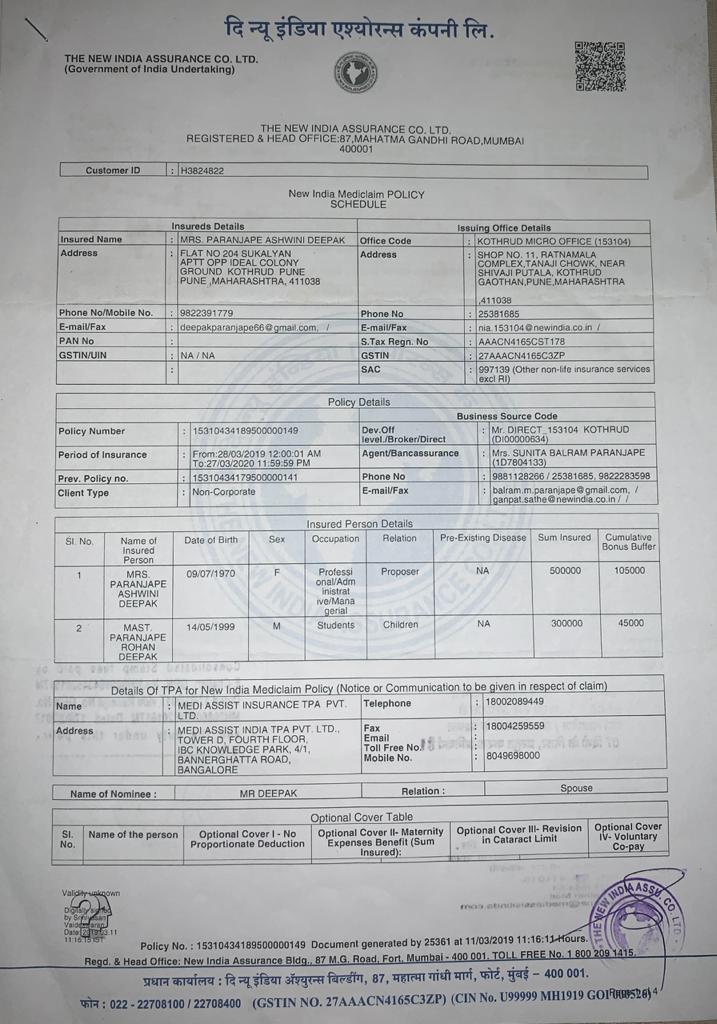 दि न्यू इंडिया एश्योरन्स कंपनी लि.
THE NEW INDIA ASSURANCE CO. LTD.
(Government of India Undertaking)
THE NEW INDIA ASSURANCE CO. LTD.
REGISTERED & HEAD OFFICE:87,MAHATMA GANDHI ROAD,MUMBAI
400001
Customer ID : H3824822
New India Mediclaim POLICY
SCHEDULE
Insureds Details Issuing Office Details
Insured Name : MRS. PARANJAPE ASHWINI DEEPAK Office Code : KOTHRUD MICRO OFFICE (153104)
Address : FLAT NO 204 SUKALYAN Address : SHOP NO. 11, RATNAMALA
APTT OPP IDEAL COLONY COMPLEX,TANAJI CHOWK, NEAR
GROUND KOTHRUD PUNE SHIVAJI PUTALA, KOTHRUD
PUNE ,MAHARASHTRA, 411038 GAOTHAN,PUNE,MAHARASHTRA
,411038
Phone No/Mobile No. : 9822391779 Phone No : 25381685
E-mail/Fax : deepakparanjape66@gmail.com, / E-mail/Fax : nia.153104@newindia.co.in /
PAN No : S.Tax Regn. No : AAACN4165CST178
GSTIN/UIN : NA / NA GSTIN : 27AAACN4165C3ZP
: SAC : 997139 (Other non-life insurance services
excl RI)
Policy Details
Business Source Code
Policy Number : 15310434189500000149 Dev.Off : Mr. DIRECT_153104 KOTHRUD
level./Broker/Direct (DI00000634)
Period of Insurance : From:28/03/2019 12:00:01 AM Agent/Bancassurance : Mrs. SUNITA BALRAM PARANJAPE
To:27/03/2020 11:59:59 PM (1D7804133)
Prev. Policy no. : 15310434179500000141 Phone No : 9881128266 / 25381685, 9822283598
Client Type : Non-Corporate E-mail/Fax : balram.m.paranjape@gmail.com, /
ganpat.sathe@newindia.co.in / /
Insured Person Details
Sl. No. Name of Date of Birth Sex Occupation Relation Pre-Existing Disease Sum Insured Cumulative
Insured Bonus Buffer
Person
1 MRS. 09/07/1970 F Professi Proposer NA 500000 105000
PARANJAPE onal/Adm
ASHWINI inistrat
DEEPAK ive/Mana
gerial
2 MAST. 14/05/1999 M Students Children NA 300000 45000
PARANJAPE
ROHAN
DEEPAK
Details Of TPA for New India Mediclaim Policy (Notice or Communication to be given in respect of claim)
Name : MEDI ASSIST INSURANCE TPA PVT. Telephone : 18002089449
LTD.
Address : MEDI ASSIST INDIA TPA PVT. LTD., Fax : 18004259559
TOWER D, FOURTH FLOOR, Email :
IBC KNOWLEDGE PARK, 4/1, Toll Free No. :
BANNERGHATTA ROAD, Mobile No. : 8049698000
BANGALORE
Name of Nominee : MR DEEPAK Relation : Spouse
Optional Cover Table
Sl. Name of the person Optional Cover I - No Optional Cover II- Maternity Optional Cover III- Revision Optional Cover
No. Proportionate Deduction Expenses Benefit (Sum in Cataract Limit IV- Voluntary
Insured): Co-pay
Validity unknown
Digitally signed
by
Date
11:16:15 IST
THE NEW INDIA ASSU. CO. LTD.
Policy No. : 15310434189500000149 Document generated by 25361 at 11/03/2019 11:16:11 Hours.
Regd. & Head Office: New India Assurance Bldg., 87 M.G. Road, Fort, Mumbai - 400 001. TOLL FREE No. 1 800 209 1415.
प्रधान कार्यालय : दि न्यू इंडिया ॲश्युरन्स बिल्डींग, 87, महात्मा गांधी मार्ग, फोर्ट, मुंबई – 400 001.
फोन : 022 - 22708100 / 22708400 (GSTIN NO. 27AAACN4165C3ZP) (CIN No. U99999 MH1919 GOI 000526)